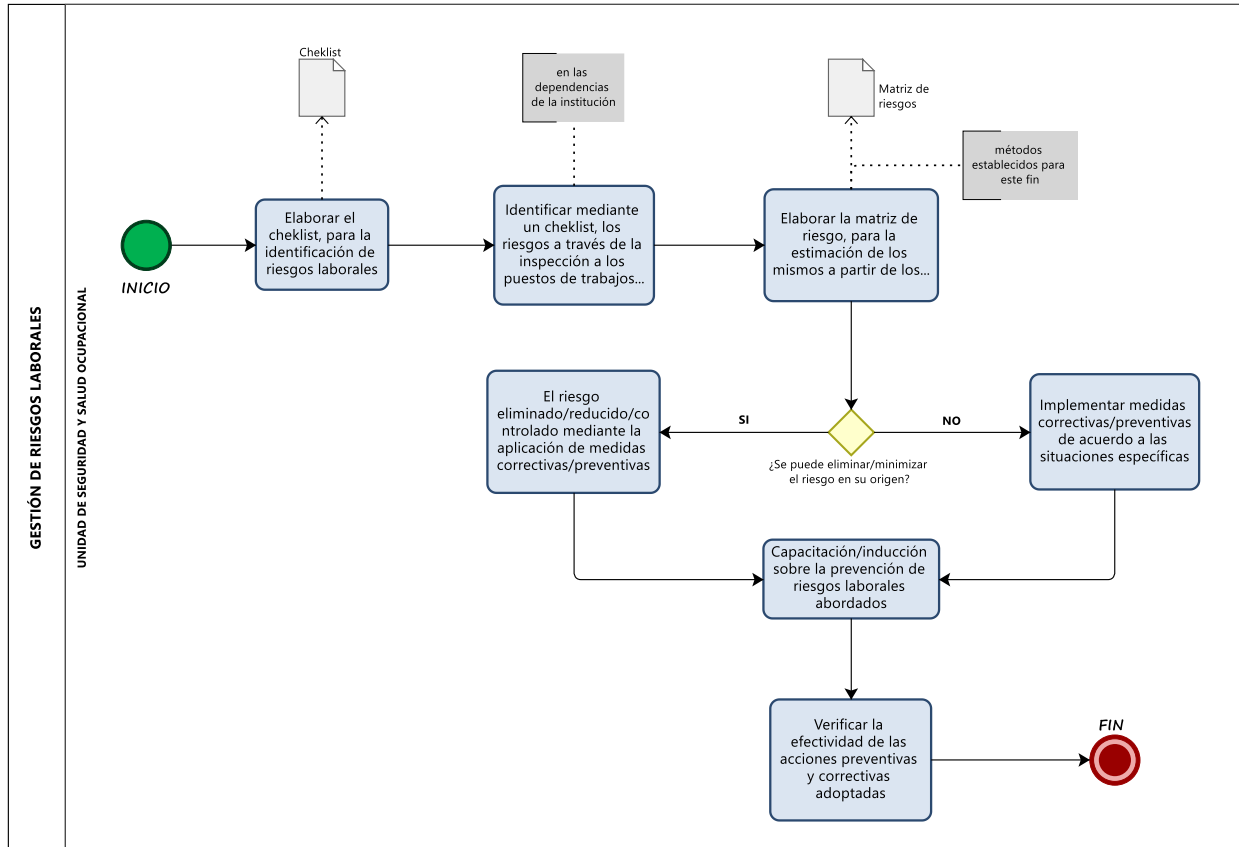 GESTIÓN DE RIESGOS LABORALES
UNIDAD DE SEGURIDAD Y SALUD OCUPACIONAL
INICIO
Cheklist
Elaborar el
cheklist, para la
identificación de
riesgos laborales
en las
dependencias
de la institución
Identificar mediante
un cheklist, los
riesgos a través de la
inspección a los
puestos de trabajos...
Matriz de
riesgos
métodos
establecidos para
este fin
Elaborar la matriz de
riesgo, para la
estimación de los
mismos a partir de los...
¿Se puede eliminar/minimizar
el riesgo en su origen?
SI
El riesgo
eliminado/reducido/co
ntrolado mediante la
aplicación de medidas
correctivas/preventivas
NO
Implementar medidas
correctivas/preventivas
de acuerdo a las
situaciones específicas
Capacitación/inducción
sobre la prevención de
riesgos laborales
abordados
Verificar la
efectividad de las
acciones preventivas
y correctivas
adoptadas
FIN